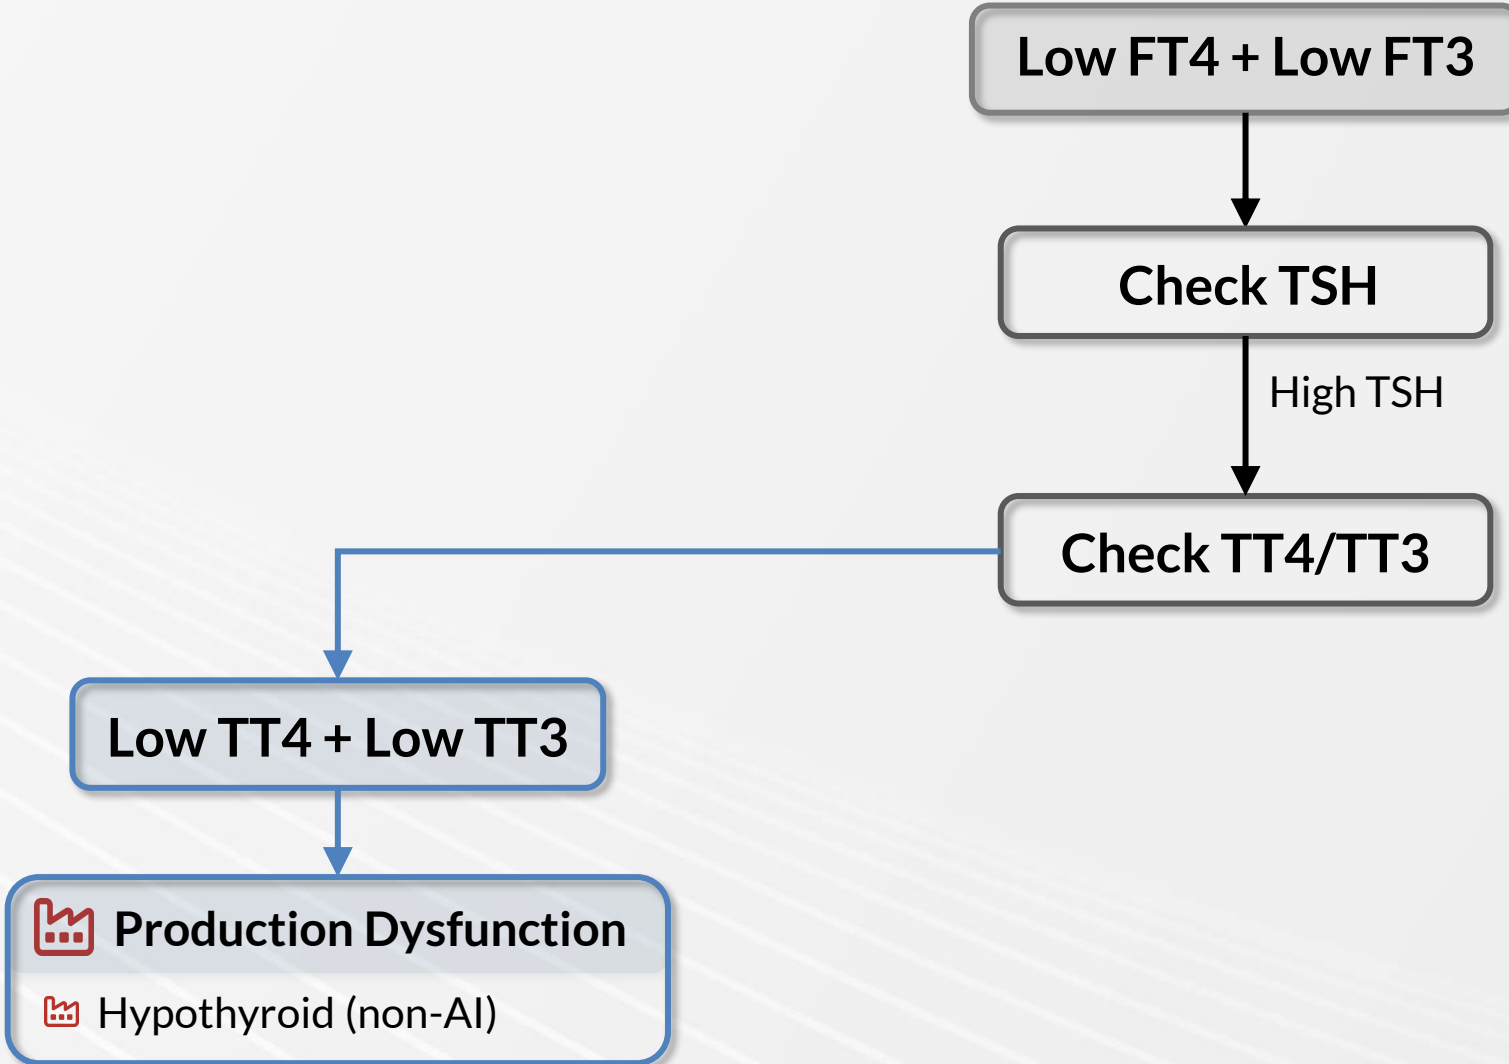 Low FT4 + Low FT3
Check TSH
High TSH
Check TT4/TT3
Low TT4 + Low TT3
Production Dysfunction
Hypothyroid (non-AI)